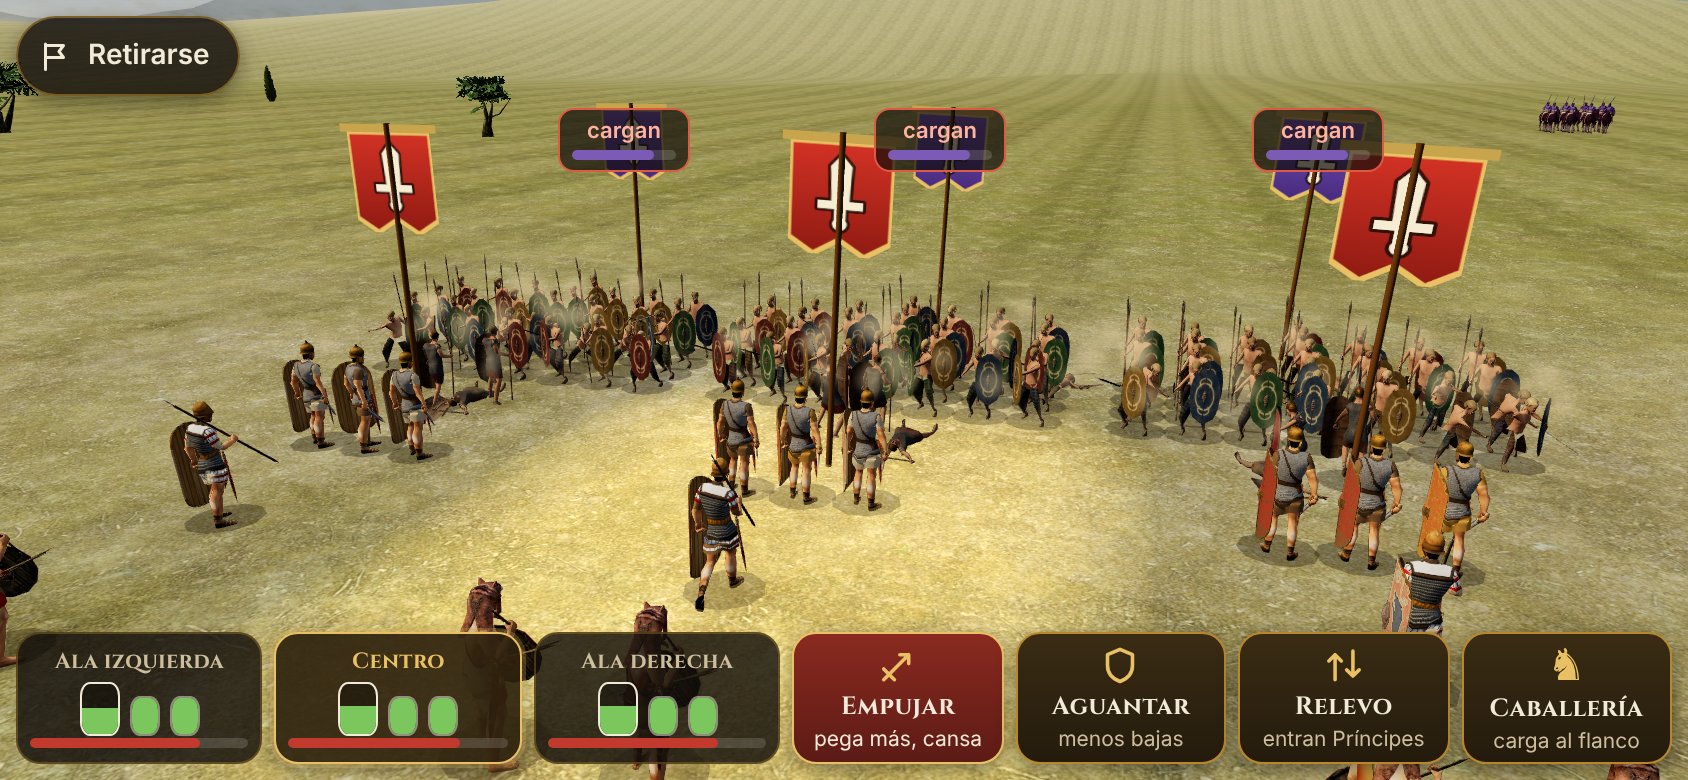 Retirarse
cargan
cargan
cargan
ALA IZQUIERDA
CENTRO
ALA DERECHA
EMPUJAR
pega más, cansa
AGUANTAR
menos bajas
RELEVO
entran Príncipes
CABALLERÍA
carga al flanco